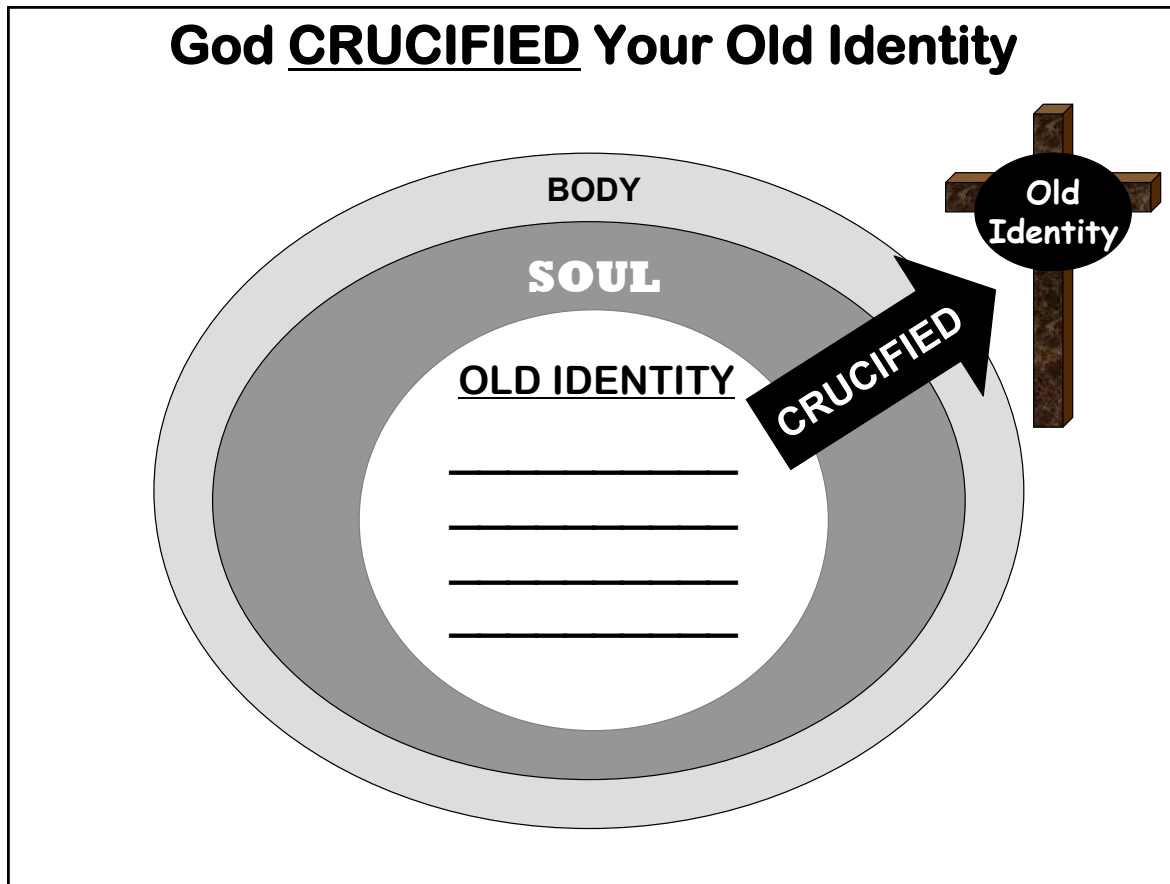 God CRUCIFIED Your Old Identity
BODY
SOUL
OLD IDENTITY
CRUCIFIED
Old
Identity